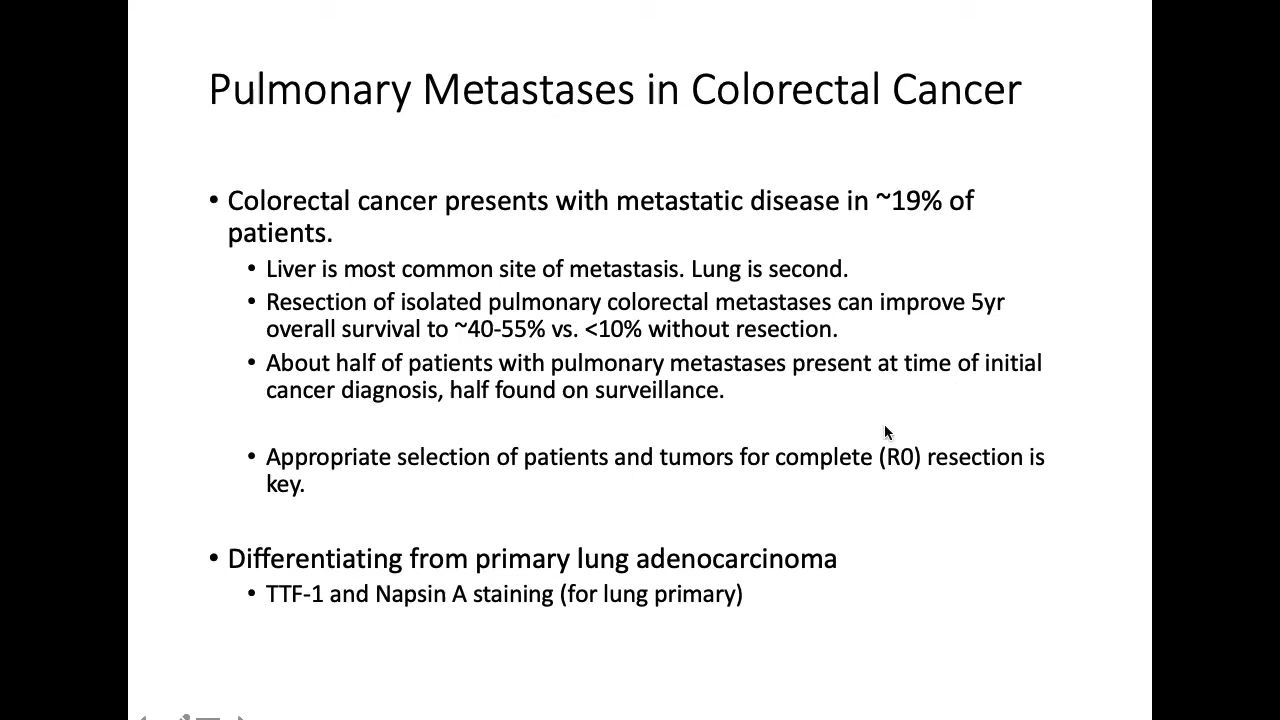 Pulmonary Metastases in Colorectal Cancer
• Colorectal cancer presents with metastatic disease in ~19% of
patients.
• Liver is most common site of metastasis. Lung is second.
• Resection of isolated pulmonary colorectal metastases can improve 5yr
overall survival to ~40-55% vs. <10% without resection.
• About half of patients with pulmonary metastases present at time of initial
cancer diagnosis, half found on surveillance.
• Appropriate selection of patients and tumors for complete (R0) resection is
key.
• Differentiating from primary lung adenocarcinoma
• TTF-1 and Napsin A staining (for lung primary)